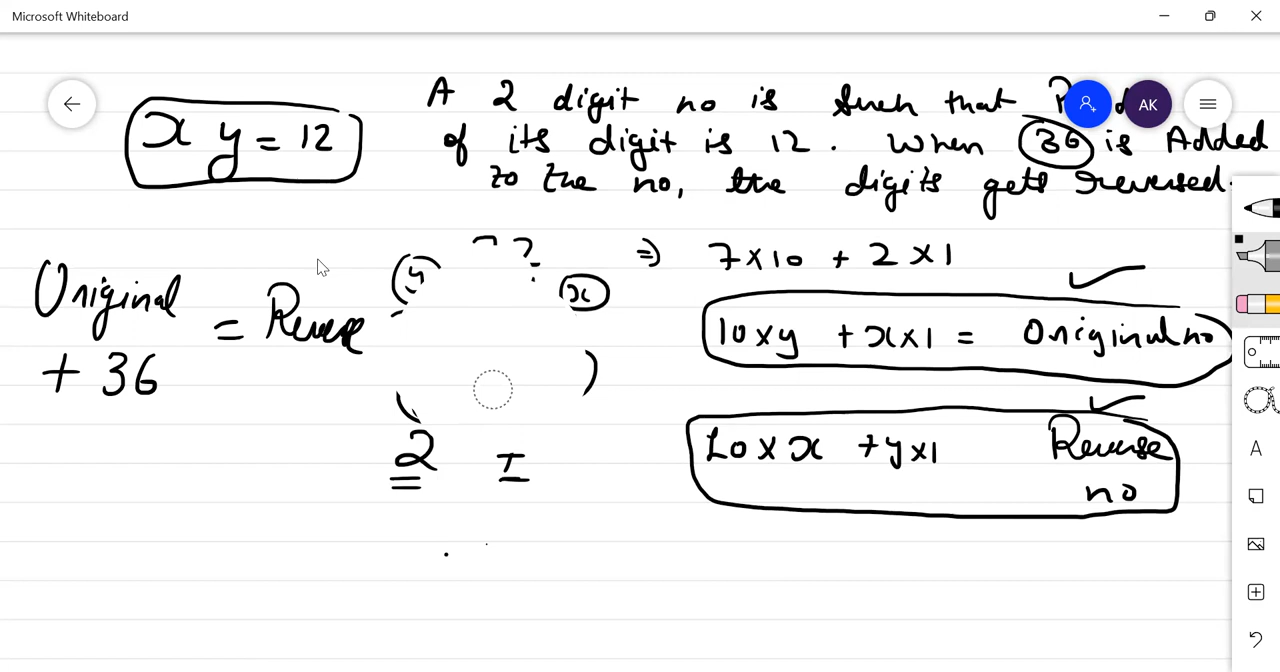 Microsoft Whiteboard
A 2 digit no is such that
of its digit is 12. When 36 is Added
to the no, the digits gets reversed.
AK
x y = 12
Original + 36 = Reverse
y ? x
⇒ 7×10 + 2×1
10×y + x×1 = Original no
2
10×x + y×1 Reverse no
A